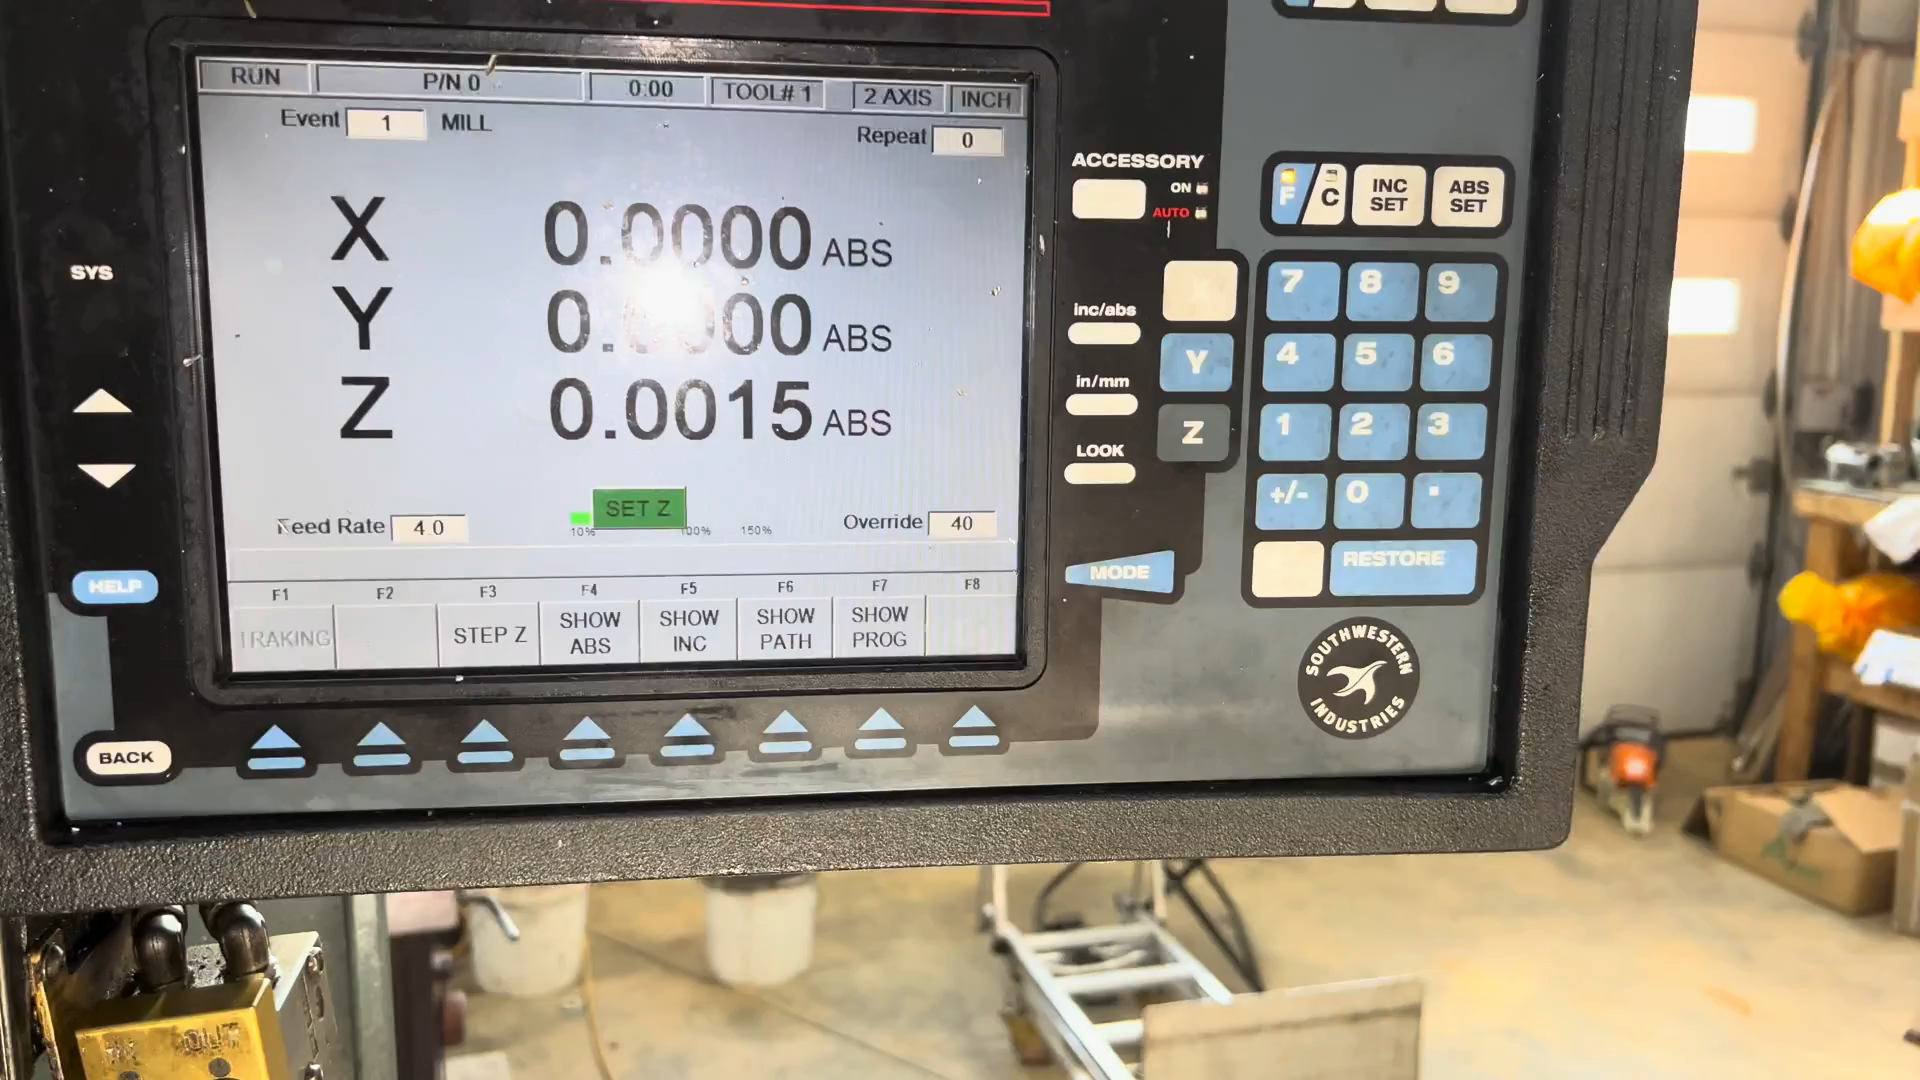 RUN P/N 0 0:00 TOOL# 1 2 AXIS INCH
Event 1 MILL Repeat 0
X 0.0000 ABS
Y 0.0000 ABS
Z 0.0015 ABS
SET Z
Feed Rate 4.0 10% 100% 150% Override 40
F1 F2 F3 F4 F5 F6 F7 F8
TRAKING STEP Z SHOW ABS SHOW INC SHOW PATH SHOW PROG
SYS
HELP
BACK
ACCESSORY
ON
AUTO
inc/abs
in/mm
LOOK
Y
Z
MODE
F/C INC SET ABS SET
7 8 9
4 5 6
1 2 3
+/- 0 .
RESTORE
SOUTHWESTERN
INDUSTRIES
OUT